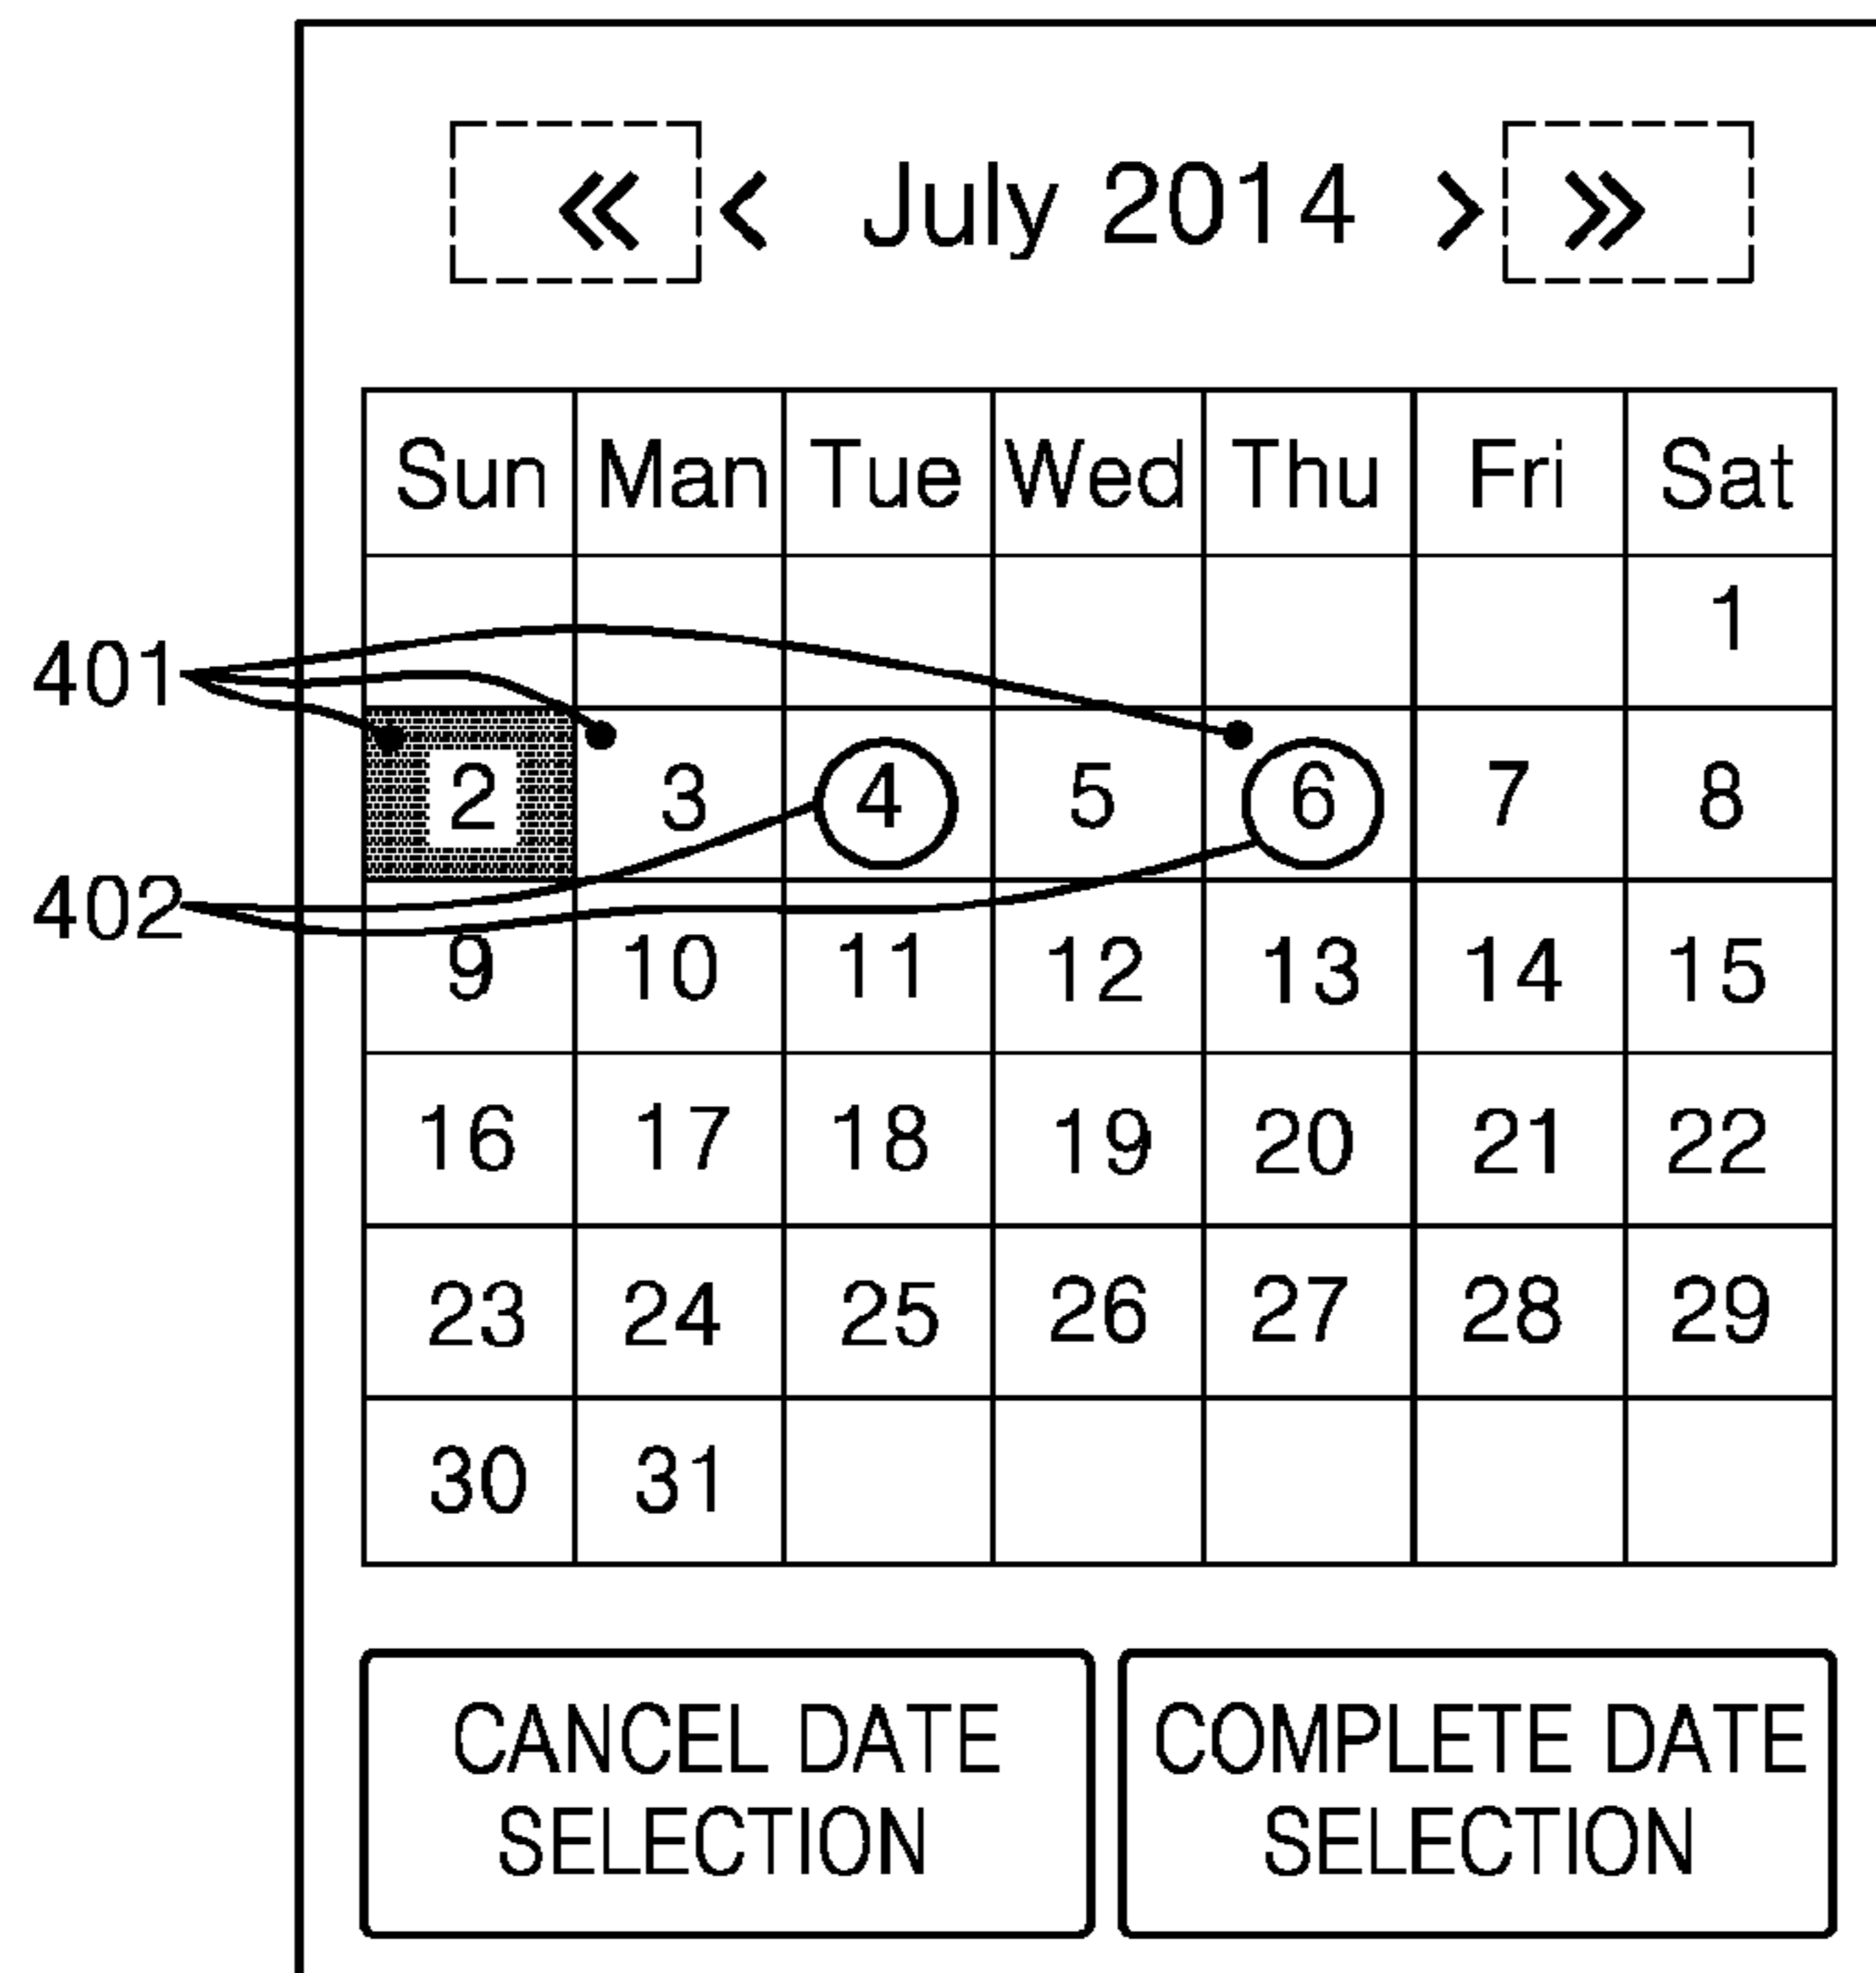 « < July 2014 > »
Sun Man Tue Wed Thu Fri Sat
1
401
2 3 4 5 6 7 8
402
9 10 11 12 13 14 15
16 17 18 19 20 21 22
23 24 25 26 27 28 29
30 31
CANCEL DATE
SELECTION
COMPLETE DATE
SELECTION